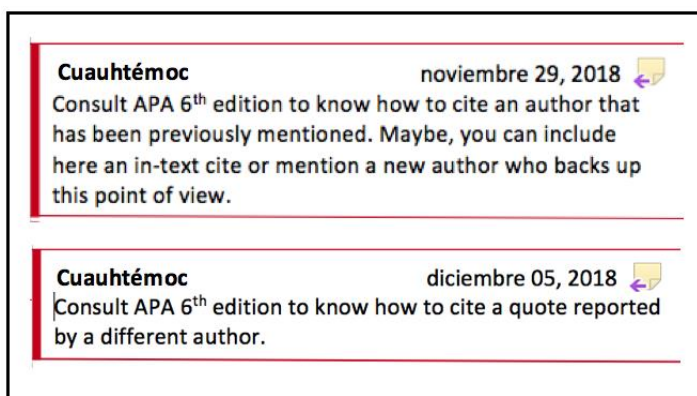 Cuauhtémoc noviembre 29, 2018
Consult APA 6th edition to know how to cite an author that
has been previously mentioned. Maybe, you can include
here an in-text cite or mention a new author who backs up
this point of view.
Cuauhtémoc diciembre 05, 2018
Consult APA 6th edition to know how to cite a quote reported
by a different author.